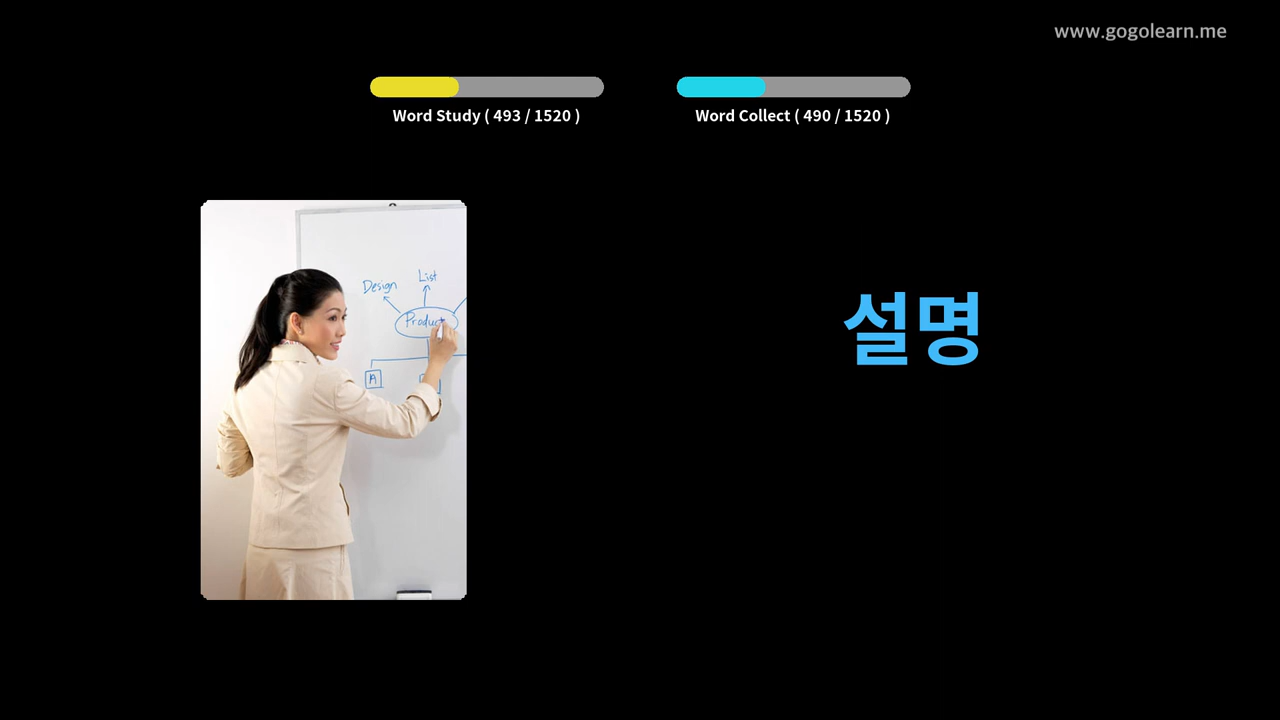 www.gogolearn.me
Word Study ( 493 / 1520 )
Word Collect ( 490 / 1520 )
Design
List
Product
A
설명